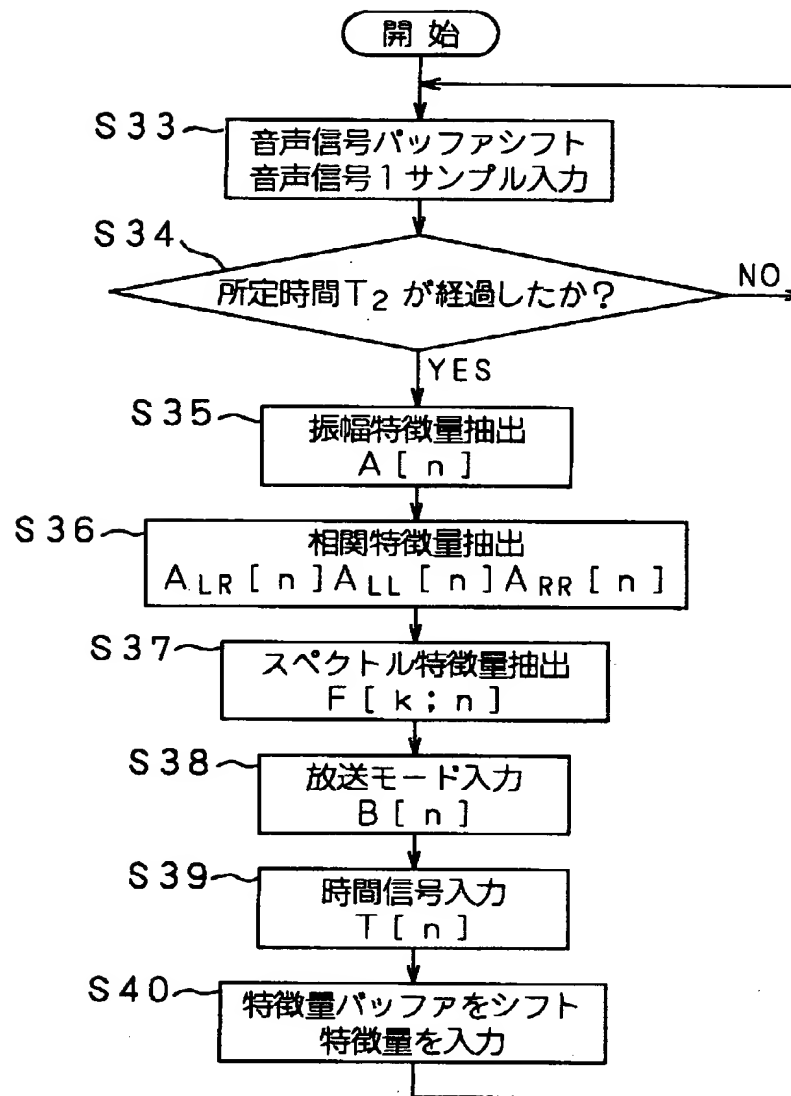 開始
S33
音声信号バッファシフト
音声信号1サンプル入力
S34
所定時間T2が経過したか?
NO
YES
S35
振幅特徴量抽出
A[n]
S36
相関特徴量抽出
ALR[n]ALL[n]ARR[n]
S37
スペクトル特徴量抽出
F[k;n]
S38
放送モード入力
B[n]
S39
時間信号入力
T[n]
S40
特徴量バッファをシフト
特徴量を入力